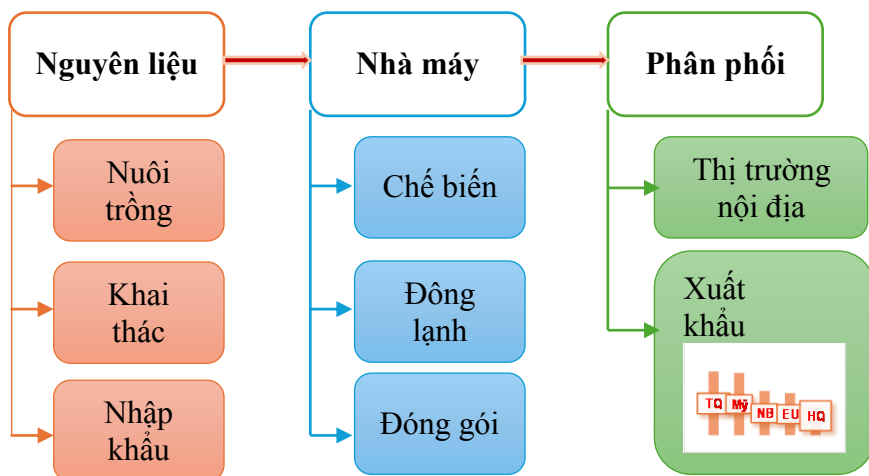 Nguyên liệu
Nuôi
trồng
Khai
thác
Nhập
khẩu
Nhà máy
Chế biến
Đông
lạnh
Đóng gói
Phân phối
Thị trường
nội địa
Xuất
khẩu
TQ
Mỹ
NB
EU
HQ